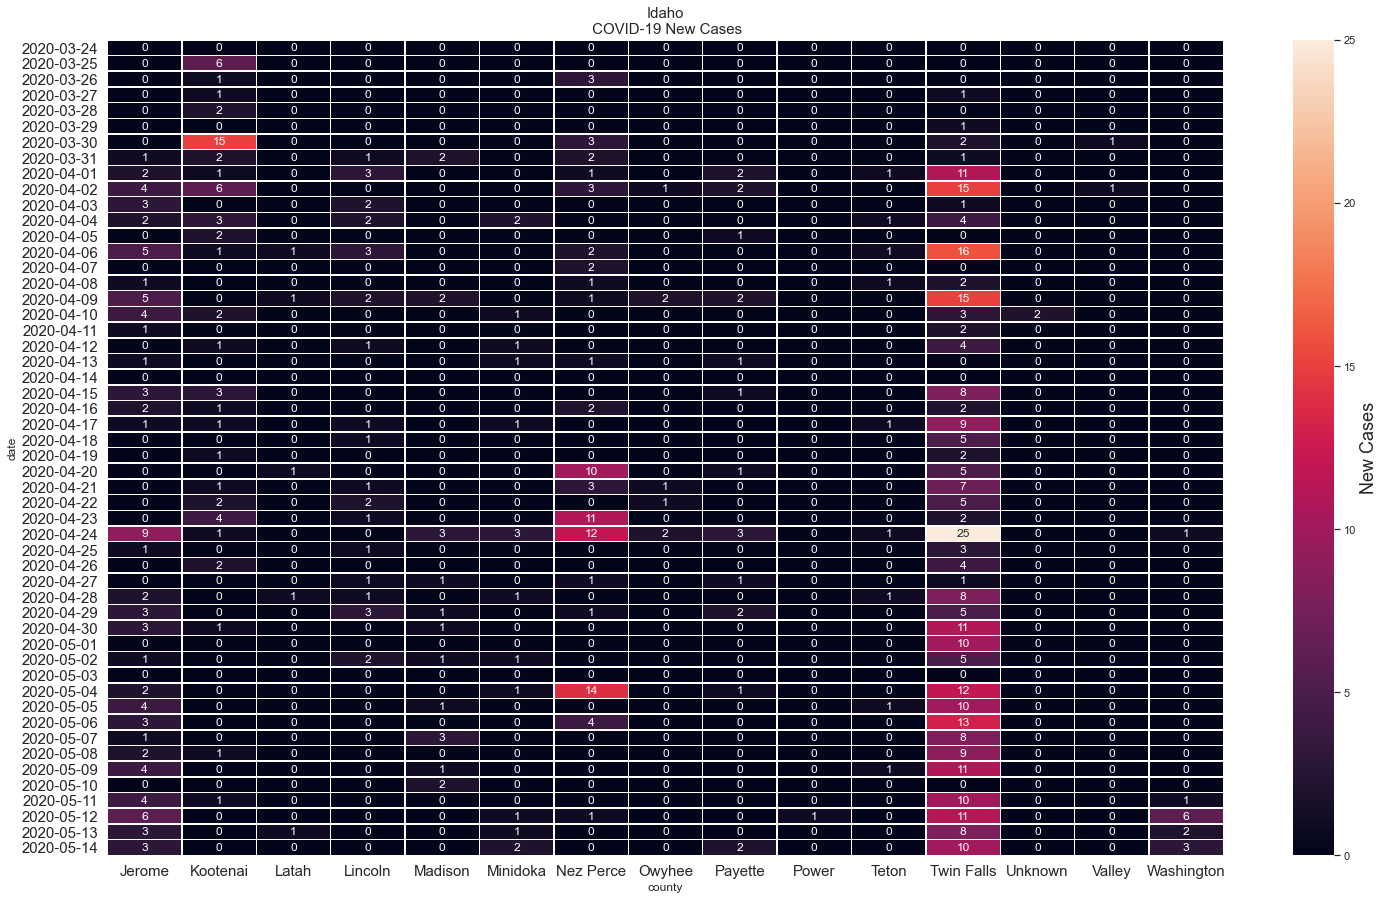 Idaho
COVID-19 New Cases
2020-03-24 0 0 0 0 0 0 0 0 0 0 0 0 0 0 0
2020-03-25 0 6 0 0 0 0 0 0 0 0 0 0 0 0 0
2020-03-26 0 1 0 0 0 0 3 0 0 0 0 0 0 0 0
2020-03-27 0 1 0 0 0 0 0 0 0 0 0 1 0 0 0
2020-03-28 0 2 0 0 0 0 0 0 0 0 0 0 0 0 0
2020-03-29 0 0 0 0 0 0 0 0 0 0 0 1 0 0 0
2020-03-30 0 15 0 0 0 0 3 0 0 0 0 2 0 1 0
2020-03-31 1 2 0 1 2 0 2 0 0 0 0 1 0 0 0
2020-04-01 2 1 0 3 0 0 1 0 2 0 1 11 0 0 0
2020-04-02 4 6 0 0 0 0 3 1 2 0 0 15 0 1 0
2020-04-03 3 0 0 2 0 0 0 0 0 0 0 1 0 0 0
2020-04-04 2 3 0 2 0 2 0 0 0 0 1 4 0 0 0
2020-04-05 0 2 0 0 0 0 0 0 1 0 0 0 0 0 0
2020-04-06 5 1 1 3 0 0 2 0 0 0 1 16 0 0 0
2020-04-07 0 0 0 0 0 0 2 0 0 0 0 0 0 0 0
2020-04-08 1 0 0 0 0 0 1 0 0 0 1 2 0 0 0
2020-04-09 5 0 1 2 2 0 1 2 2 0 0 15 0 0 0
2020-04-10 4 2 0 0 0 1 0 0 0 0 0 3 2 0 0
2020-04-11 1 0 0 0 0 0 0 0 0 0 0 2 0 0 0
2020-04-12 0 1 0 1 0 1 0 0 0 0 0 4 0 0 0
2020-04-13 1 0 0 0 0 1 1 0 1 0 0 0 0 0 0
2020-04-14 0 0 0 0 0 0 0 0 0 0 0 0 0 0 0
2020-04-15 3 3 0 0 0 0 0 0 1 0 0 8 0 0 0
2020-04-16 2 1 0 0 0 0 2 0 0 0 0 2 0 0 0
2020-04-17 1 1 0 1 0 1 0 0 0 0 1 9 0 0 0
2020-04-18 0 0 0 1 0 0 0 0 0 0 0 5 0 0 0
2020-04-19 0 1 0 0 0 0 0 0 0 0 0 2 0 0 0
2020-04-20 0 0 1 0 0 0 10 0 1 0 0 5 0 0 0
2020-04-21 0 1 0 1 0 0 3 1 0 0 0 7 0 0 0
2020-04-22 0 2 0 2 0 0 0 1 0 0 0 5 0 0 0
2020-04-23 0 4 0 1 0 0 11 0 0 0 0 2 0 0 0
2020-04-24 9 1 0 0 3 3 12 2 3 0 1 25 0 0 1
2020-04-25 1 0 0 1 0 0 0 0 0 0 0 3 0 0 0
2020-04-26 0 2 0 0 0 0 0 0 0 0 0 4 0 0 0
2020-04-27 0 0 0 1 1 0 1 0 1 0 0 1 0 0 0
2020-04-28 2 0 1 1 0 1 0 0 0 0 1 8 0 0 0
2020-04-29 3 0 0 3 1 0 1 0 2 0 0 5 0 0 0
2020-04-30 3 1 0 0 1 0 0 0 0 0 0 11 0 0 0
2020-05-01 0 0 0 0 0 0 0 0 0 0 0 10 0 0 0
2020-05-02 1 0 0 2 1 1 0 0 0 0 0 5 0 0 0
2020-05-03 0 0 0 0 0 0 0 0 0 0 0 0 0 0 0
2020-05-04 2 0 0 0 0 1 14 0 1 0 0 12 0 0 0
2020-05-05 4 0 0 0 1 0 0 0 0 0 1 10 0 0 0
2020-05-06 3 0 0 0 0 0 4 0 0 0 0 13 0 0 0
2020-05-07 1 0 0 0 3 0 0 0 0 0 0 8 0 0 0
2020-05-08 2 1 0 0 0 0 0 0 0 0 0 9 0 0 0
2020-05-09 4 0 0 0 1 0 0 0 0 0 1 11 0 0 0
2020-05-10 0 0 0 0 2 0 0 0 0 0 0 0 0 0 0
2020-05-11 4 1 0 0 0 0 0 0 0 0 0 10 0 0 1
2020-05-12 6 0 0 0 0 1 1 0 0 1 0 11 0 0 6
2020-05-13 3 0 1 0 0 1 0 0 0 0 0 8 0 0 2
2020-05-14 3 0 0 0 0 2 0 0 2 0 0 10 0 0 3
Jerome Kootenai Latah Lincoln Madison Minidoka Nez Perce Owyhee Payette Power Teton Twin Falls Unknown Valley Washington
county
date
25
20
15
10
5
0
New Cases